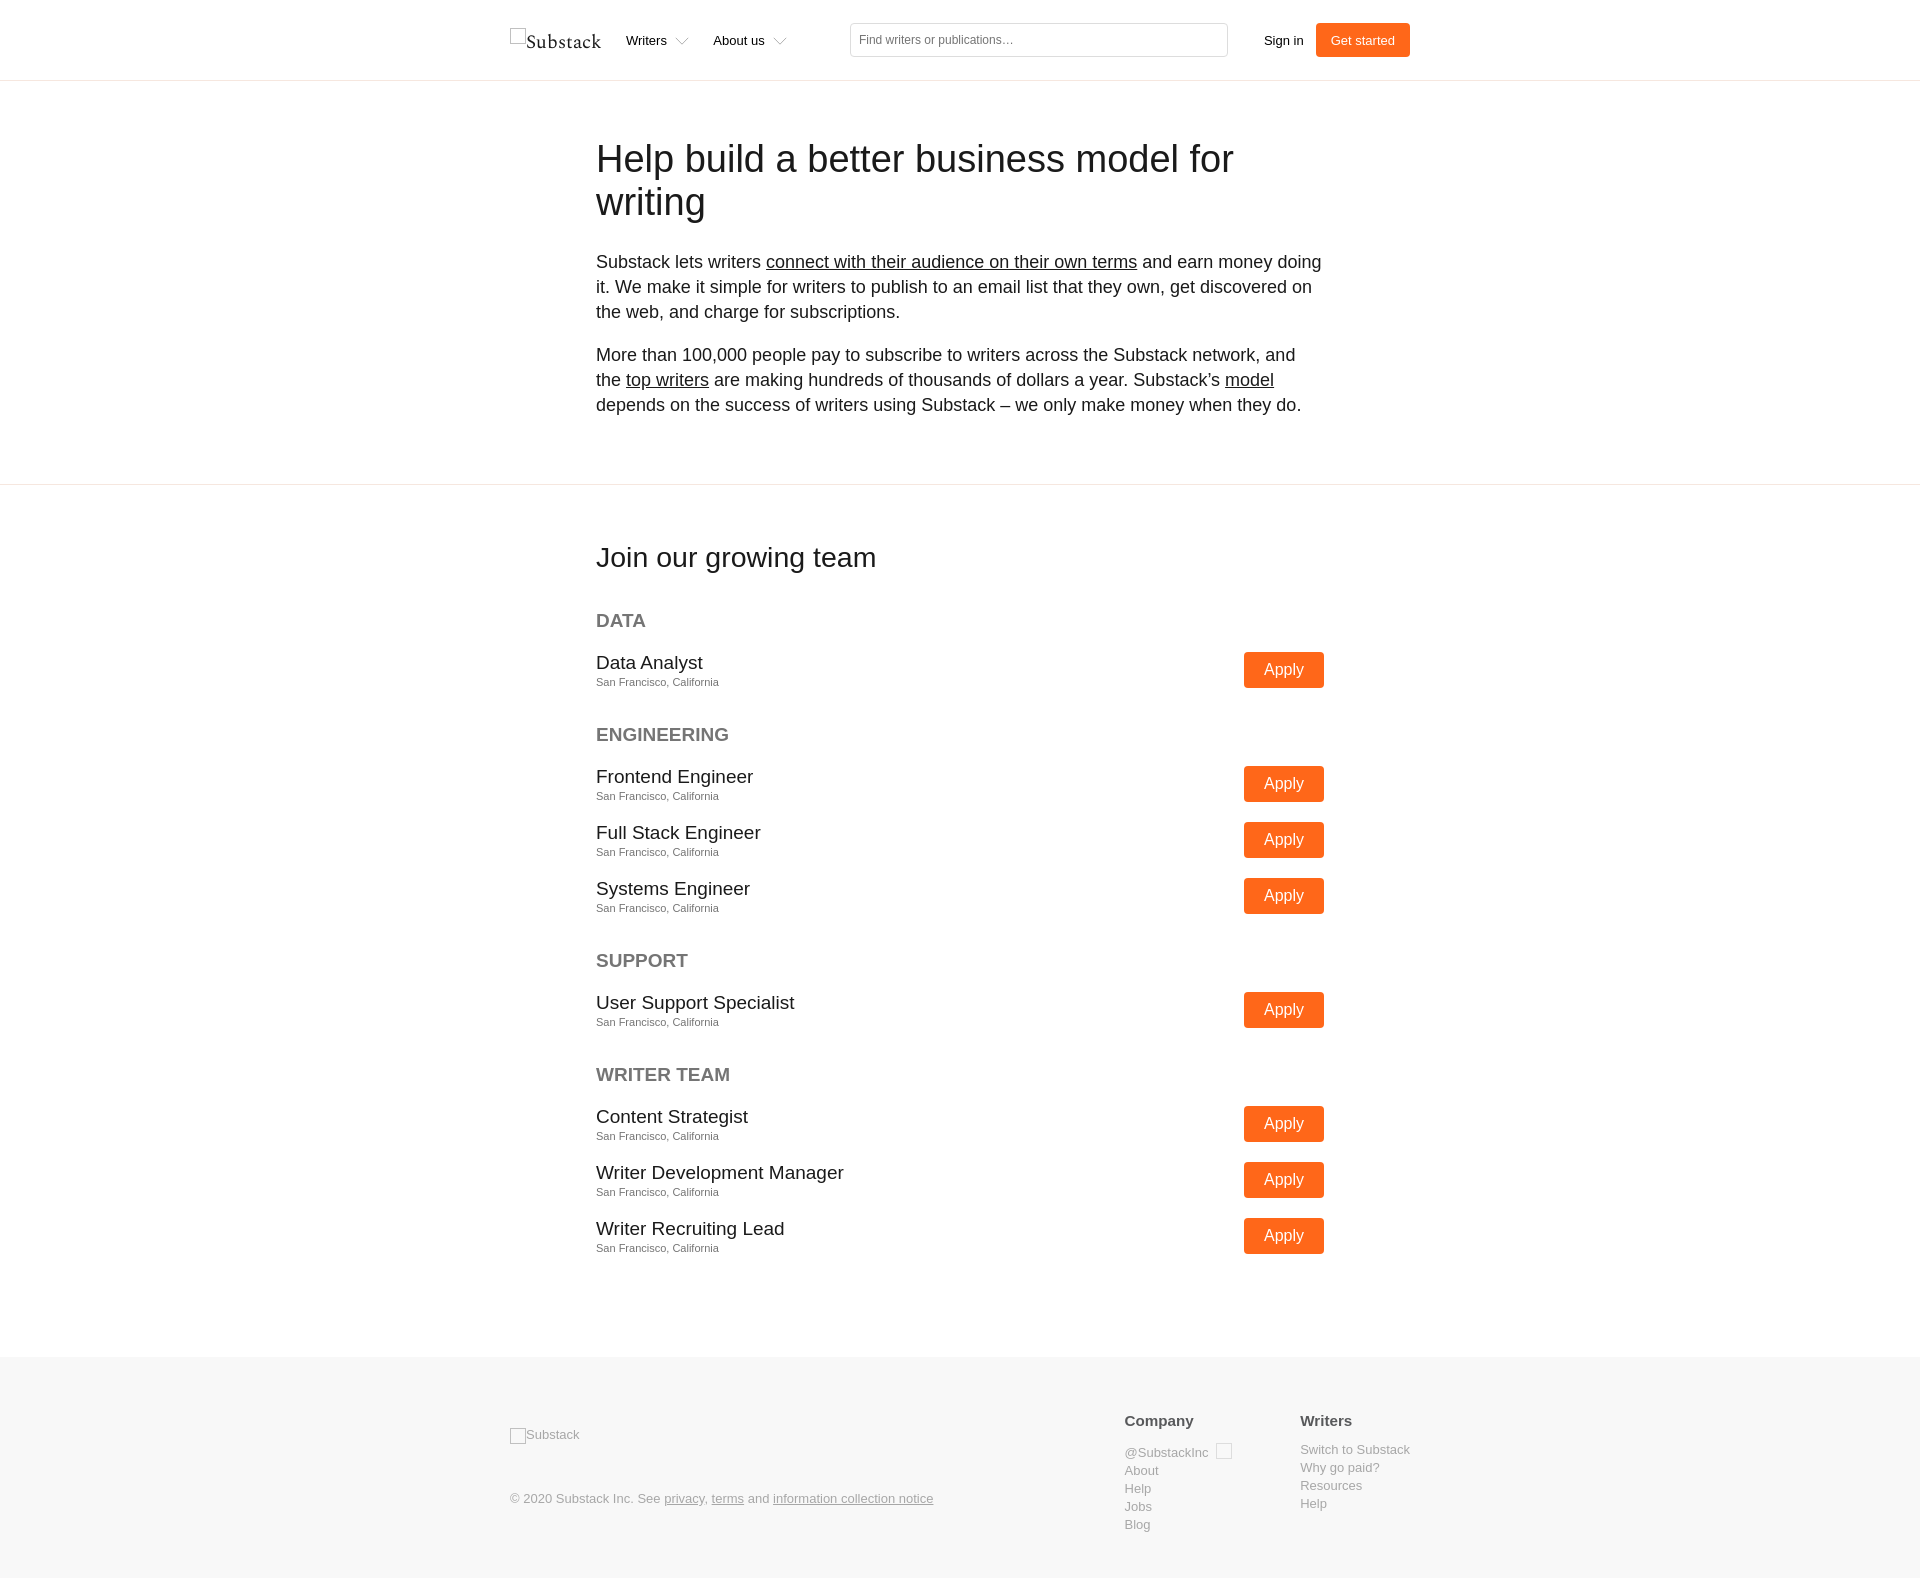 Substack Writers About us Find writers or publications… Sign in Get started
Help build a better business model for
writing
Substack lets writers connect with their audience on their own terms and earn money doing
it. We make it simple for writers to publish to an email list that they own, get discovered on
the web, and charge for subscriptions.
More than 100,000 people pay to subscribe to writers across the Substack network, and
the top writers are making hundreds of thousands of dollars a year. Substack’s model
depends on the success of writers using Substack – we only make money when they do.
Join our growing team
DATA
Data Analyst
San Francisco, California
Apply
ENGINEERING
Frontend Engineer
San Francisco, California
Apply
Full Stack Engineer
San Francisco, California
Apply
Systems Engineer
San Francisco, California
Apply
SUPPORT
User Support Specialist
San Francisco, California
Apply
WRITER TEAM
Content Strategist
San Francisco, California
Apply
Writer Development Manager
San Francisco, California
Apply
Writer Recruiting Lead
San Francisco, California
Apply
Substack
© 2020 Substack Inc. See privacy, terms and information collection notice
Company
@SubstackInc
About
Help
Jobs
Blog
Writers
Switch to Substack
Why go paid?
Resources
Help